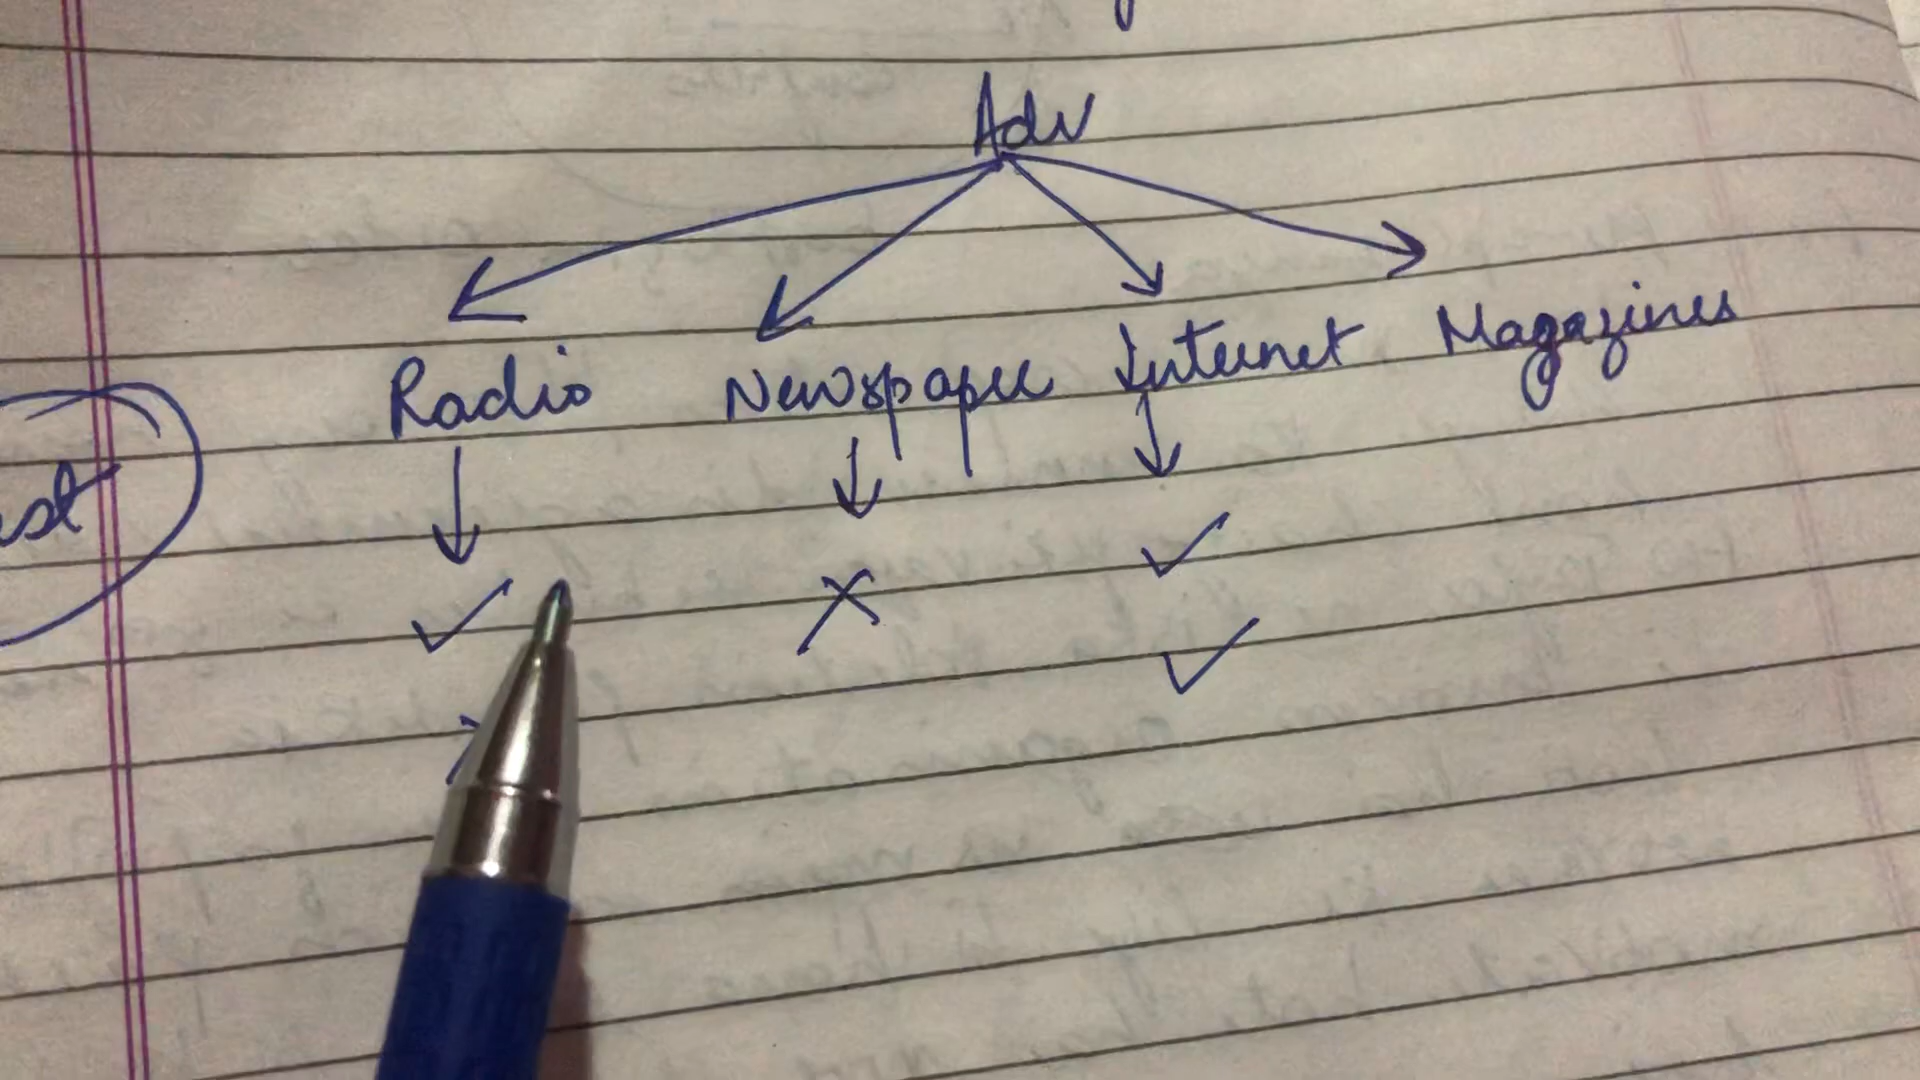 Adv
Radio Newspaper Internet Magazines
✓ X ✓
✓